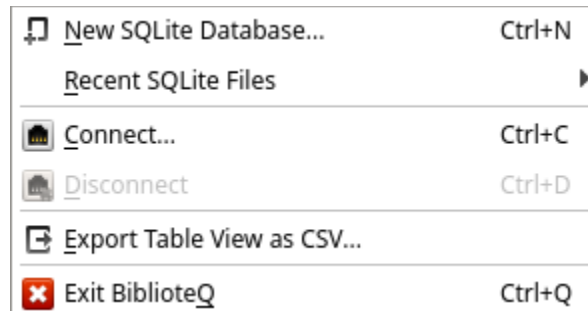 New SQLite Database... Ctrl+N
Recent SQLite Files
Connect... Ctrl+C
Disconnect Ctrl+D
Export Table View as CSV...
Exit BiblioteQ Ctrl+Q